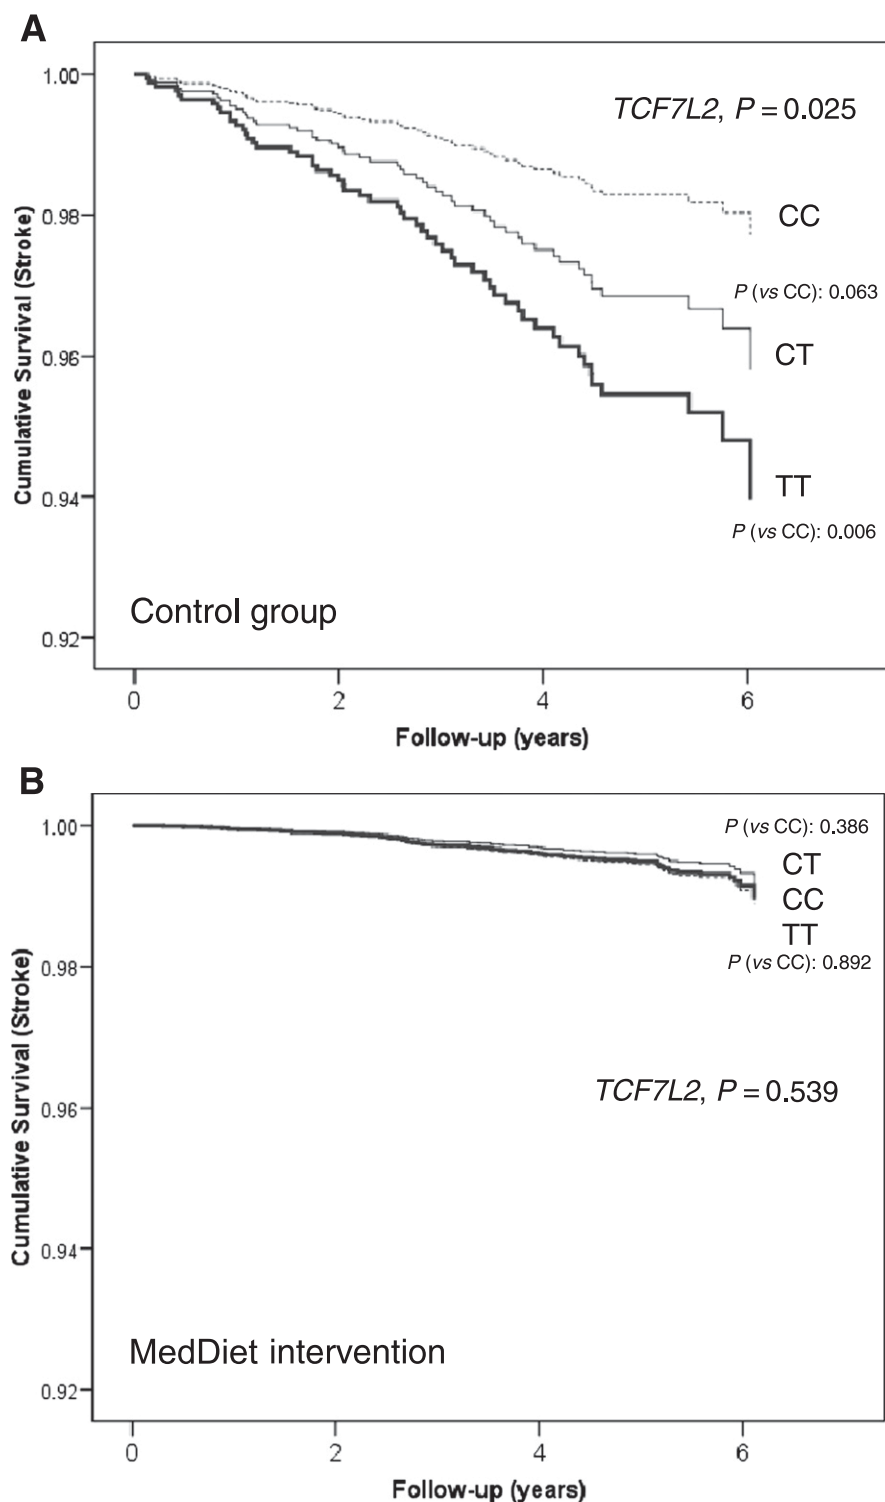 A
1.00
TCF7L2, P = 0.025
0.98
CC
P (vs CC): 0.063
0.96
CT
TT
0.94
P (vs CC): 0.006
Control group
0.92
Cumulative Survival (Stroke)
0
2
4
6
Follow-up (years)
B
1.00
P (vs CC): 0.386
CT
CC
TT
P (vs CC): 0.892
0.98
TCF7L2, P = 0.539
0.96
0.94
MedDiet intervention
0.92
Cumulative Survival (Stroke)
0
2
4
6
Follow-up (years)